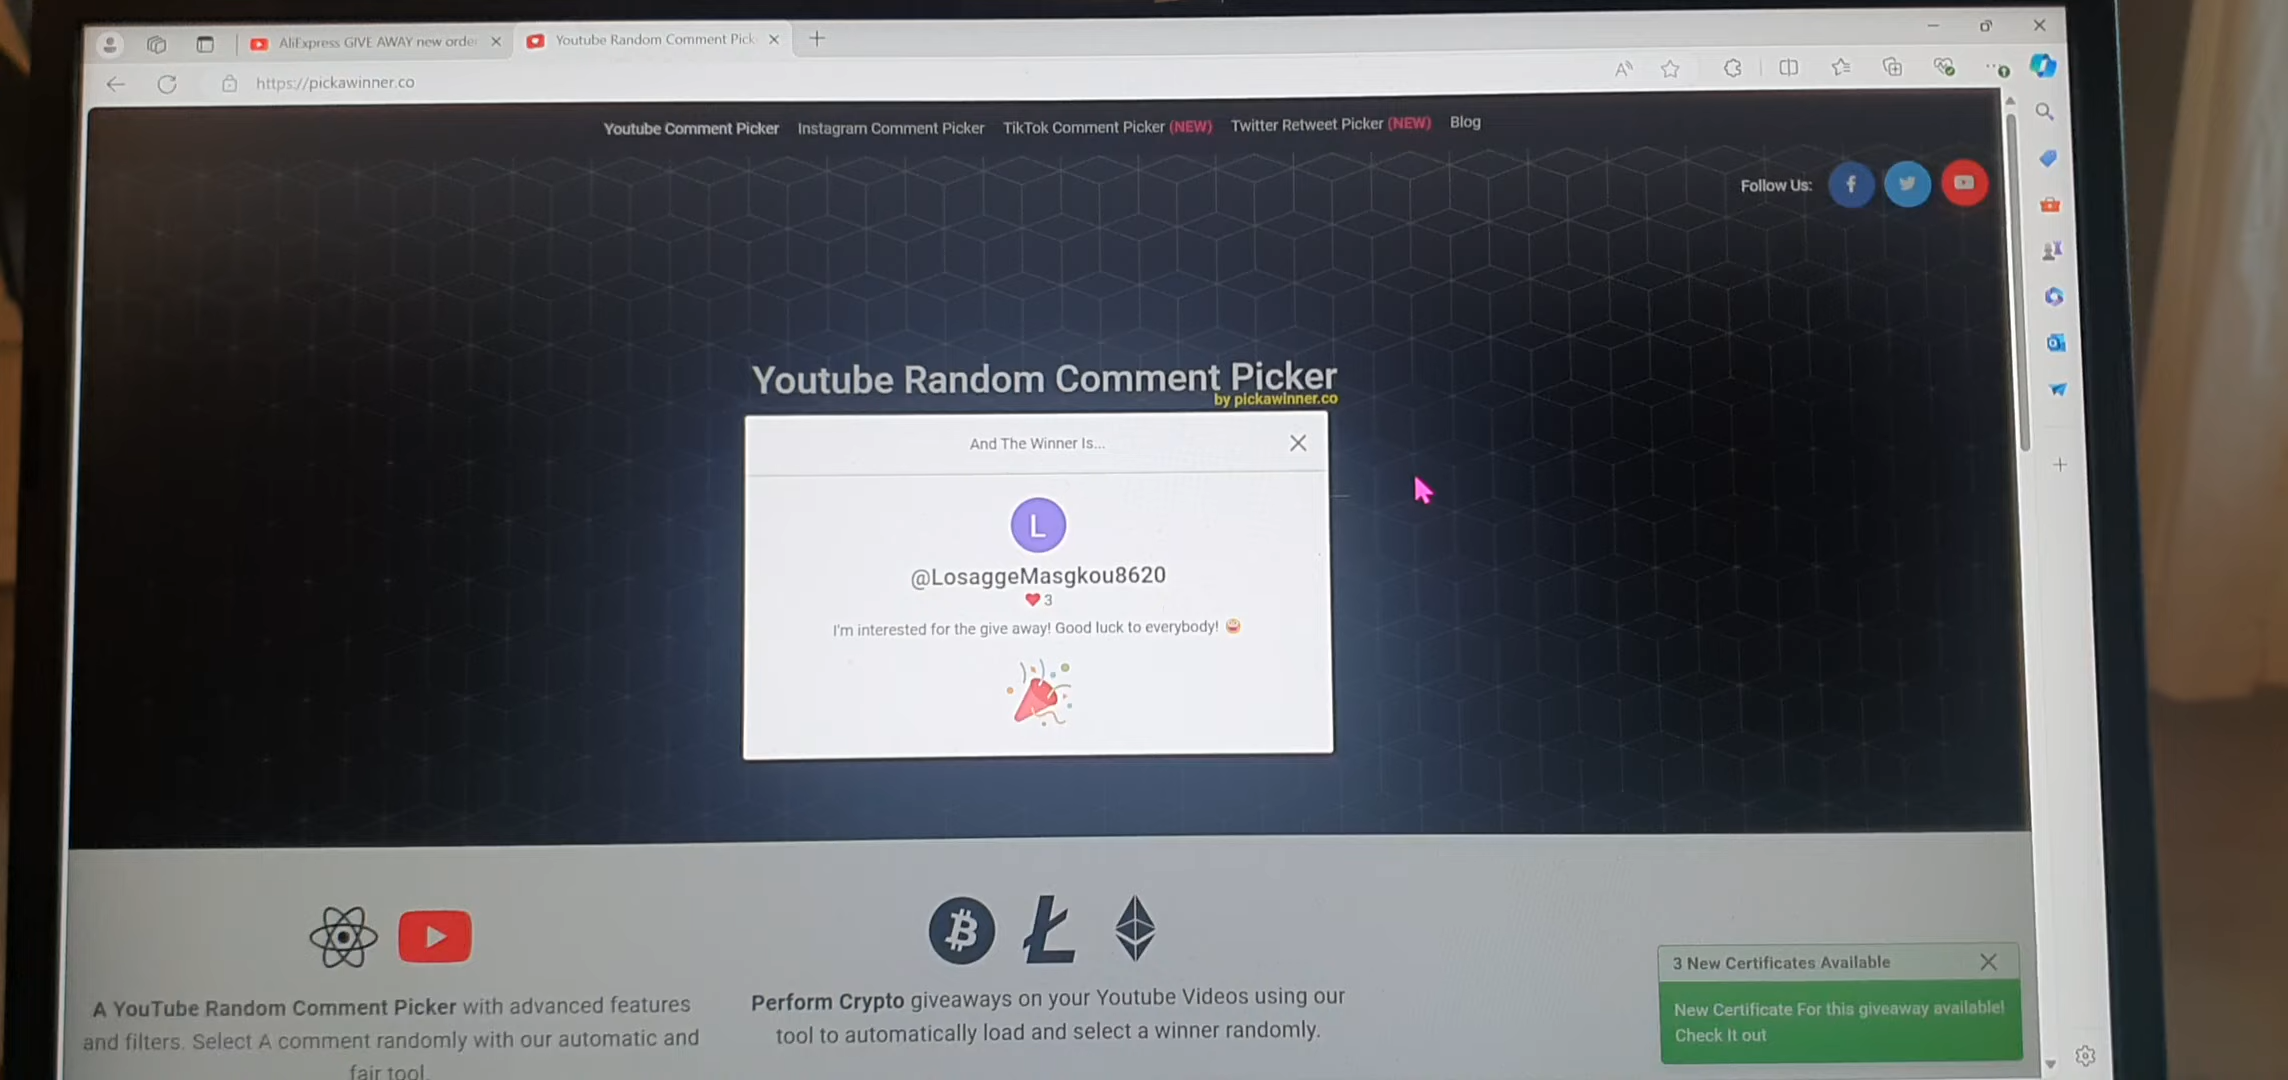 AliExpress GIVE AWAY new order
Youtube Random Comment Pick
https://pickawinner.co
Youtube Comment Picker Instagram Comment Picker TikTok Comment Picker (NEW) Twitter Retweet Picker (NEW) Blog
Follow Us:
Youtube Random Comment Picker
by pickawinner.co
And The Winner Is...
L
@LosaggeMasgkou8620
3
I'm interested for the give away! Good luck to everybody!
A YouTube Random Comment Picker with advanced features
and filters. Select A comment randomly with our automatic and
fair tool.
Perform Crypto giveaways on your Youtube Videos using our
tool to automatically load and select a winner randomly.
3 New Certificates Available
New Certificate For this giveaway available!
Check It out